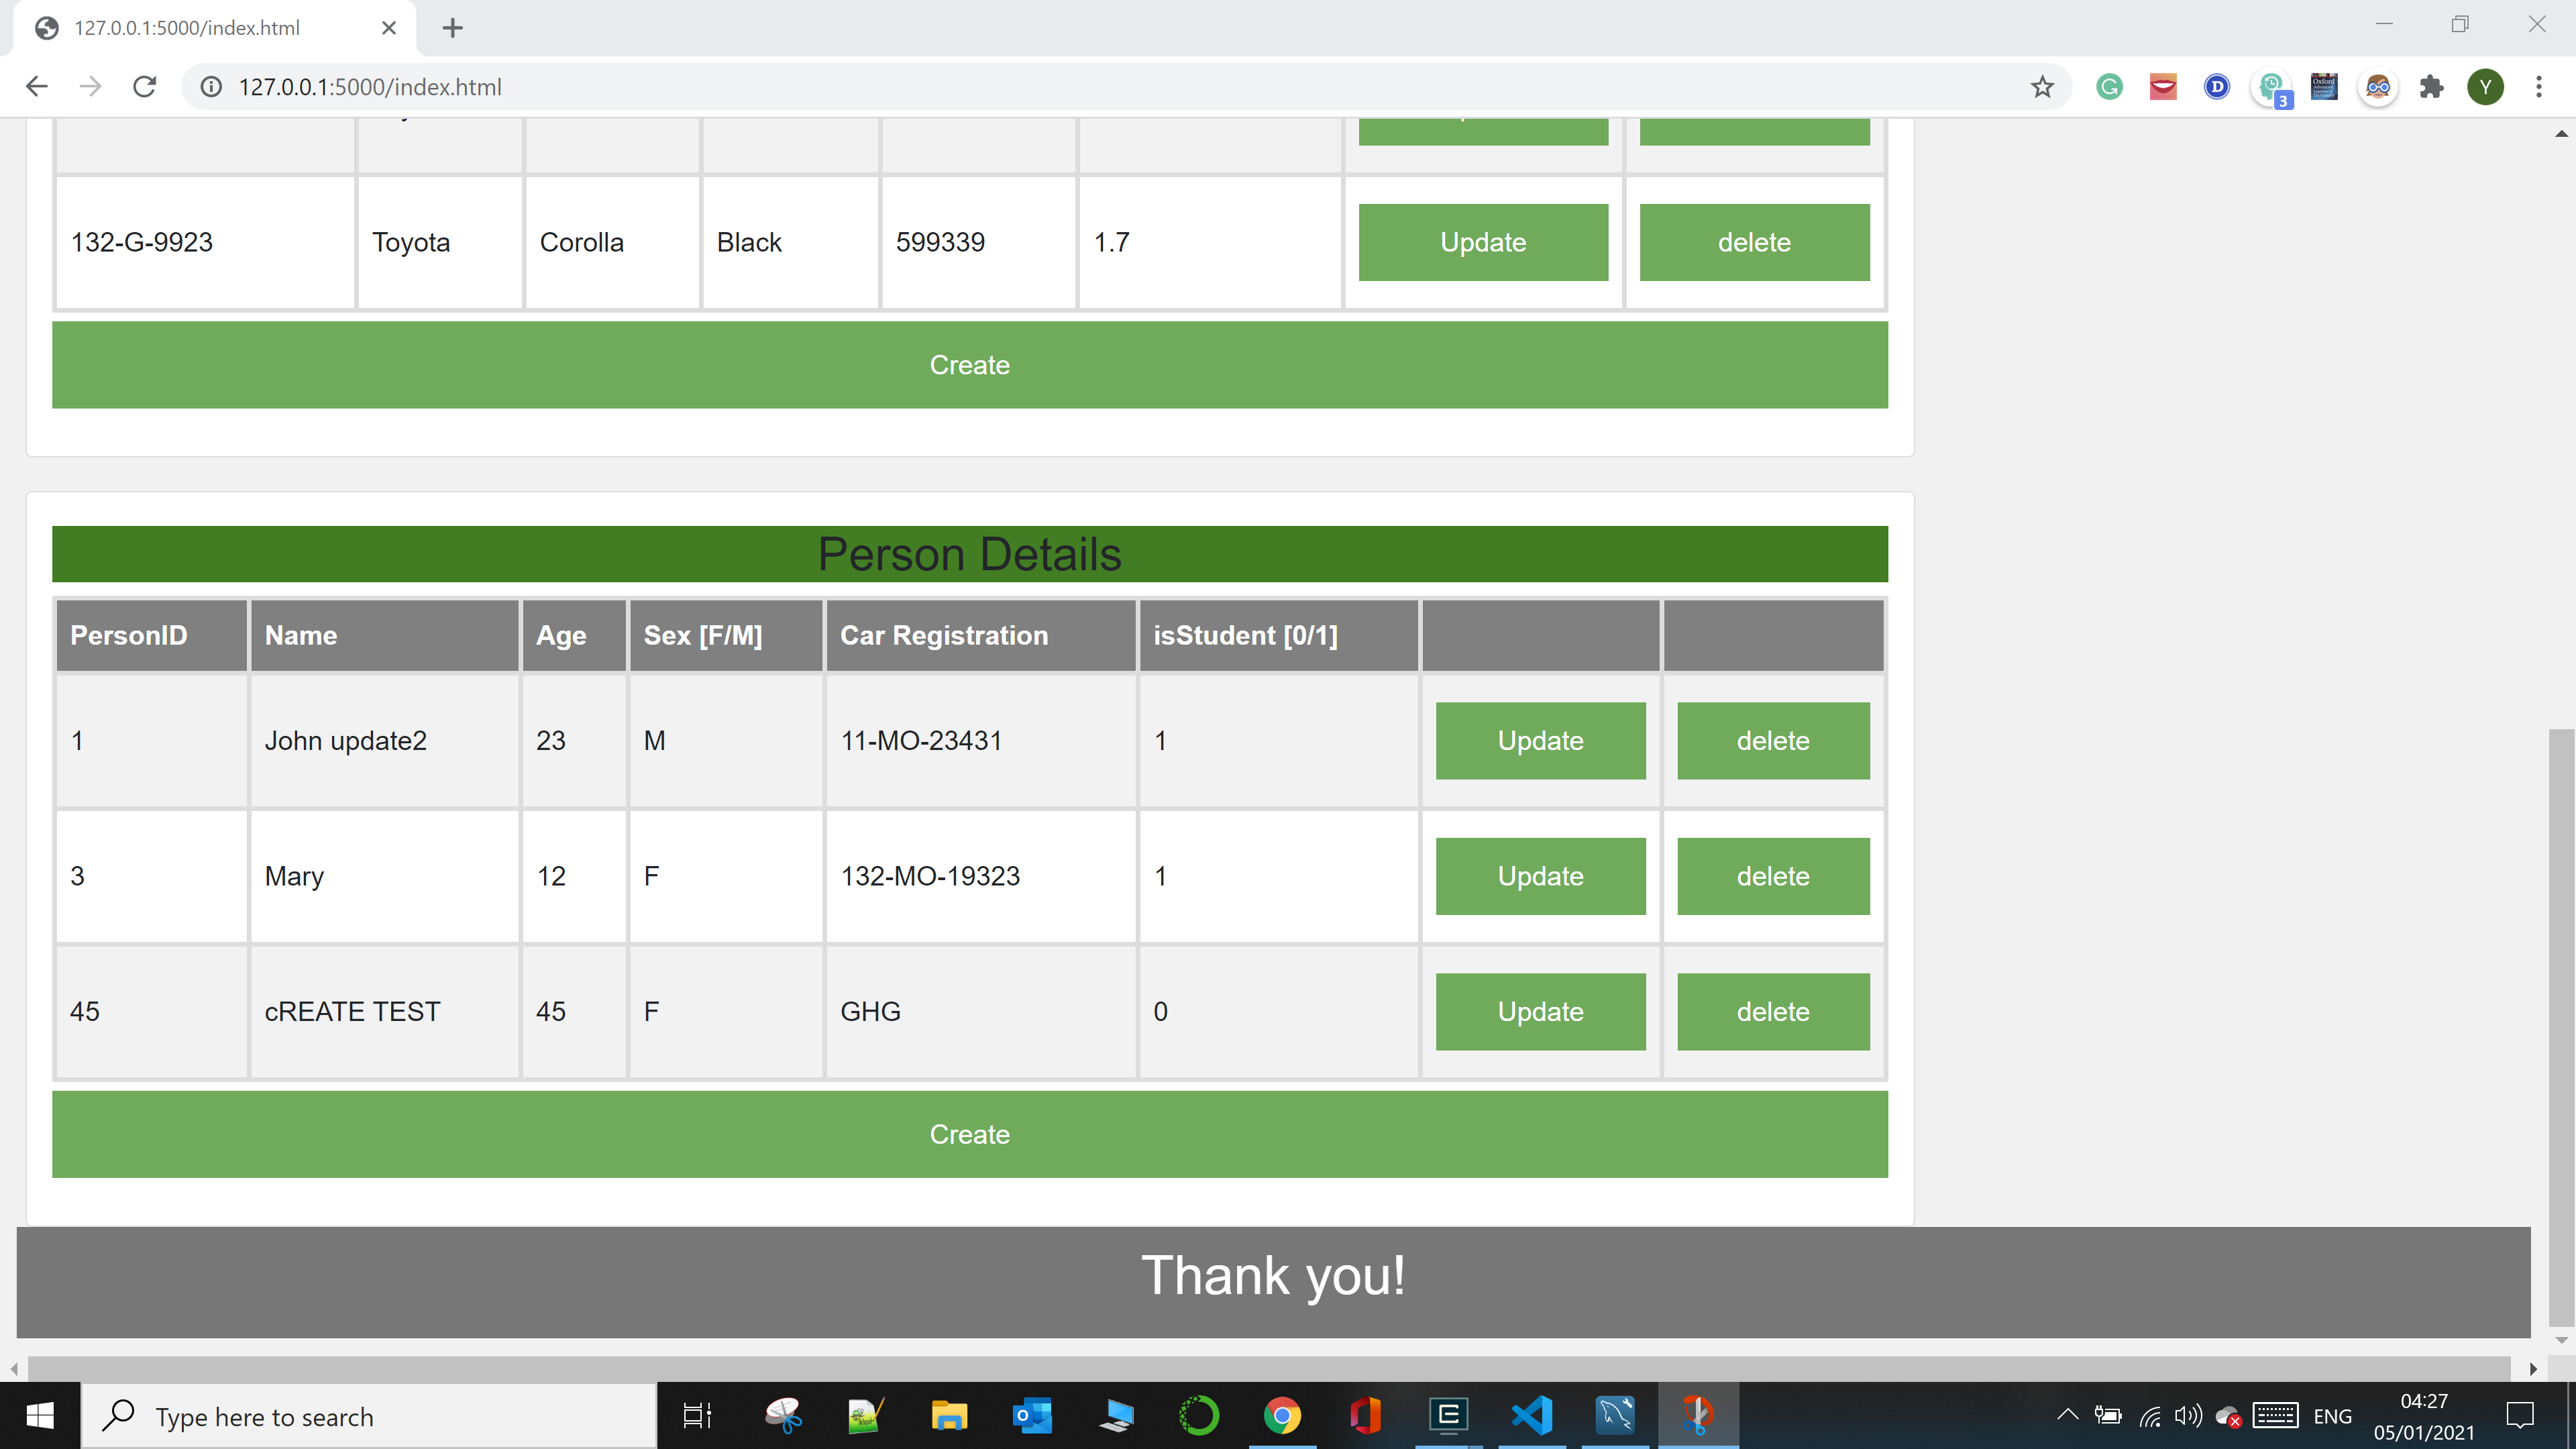 127.0.0.1:5000/index.html
127.0.0.1:5000/index.html
D
Oxford
3
Y
132-G-9923 Toyota Corolla Black 599339 1.7 Update delete
Create
Person Details
PersonID Name Age Sex [F/M] Car Registration isStudent [0/1]
1 John update2 23 M 11-MO-23431 1 Update delete
3 Mary 12 F 132-MO-19323 1 Update delete
45 cREATE TEST 45 F GHG 0 Update delete
Create
Thank you!
Type here to search
ENG
04:27
05/01/2021